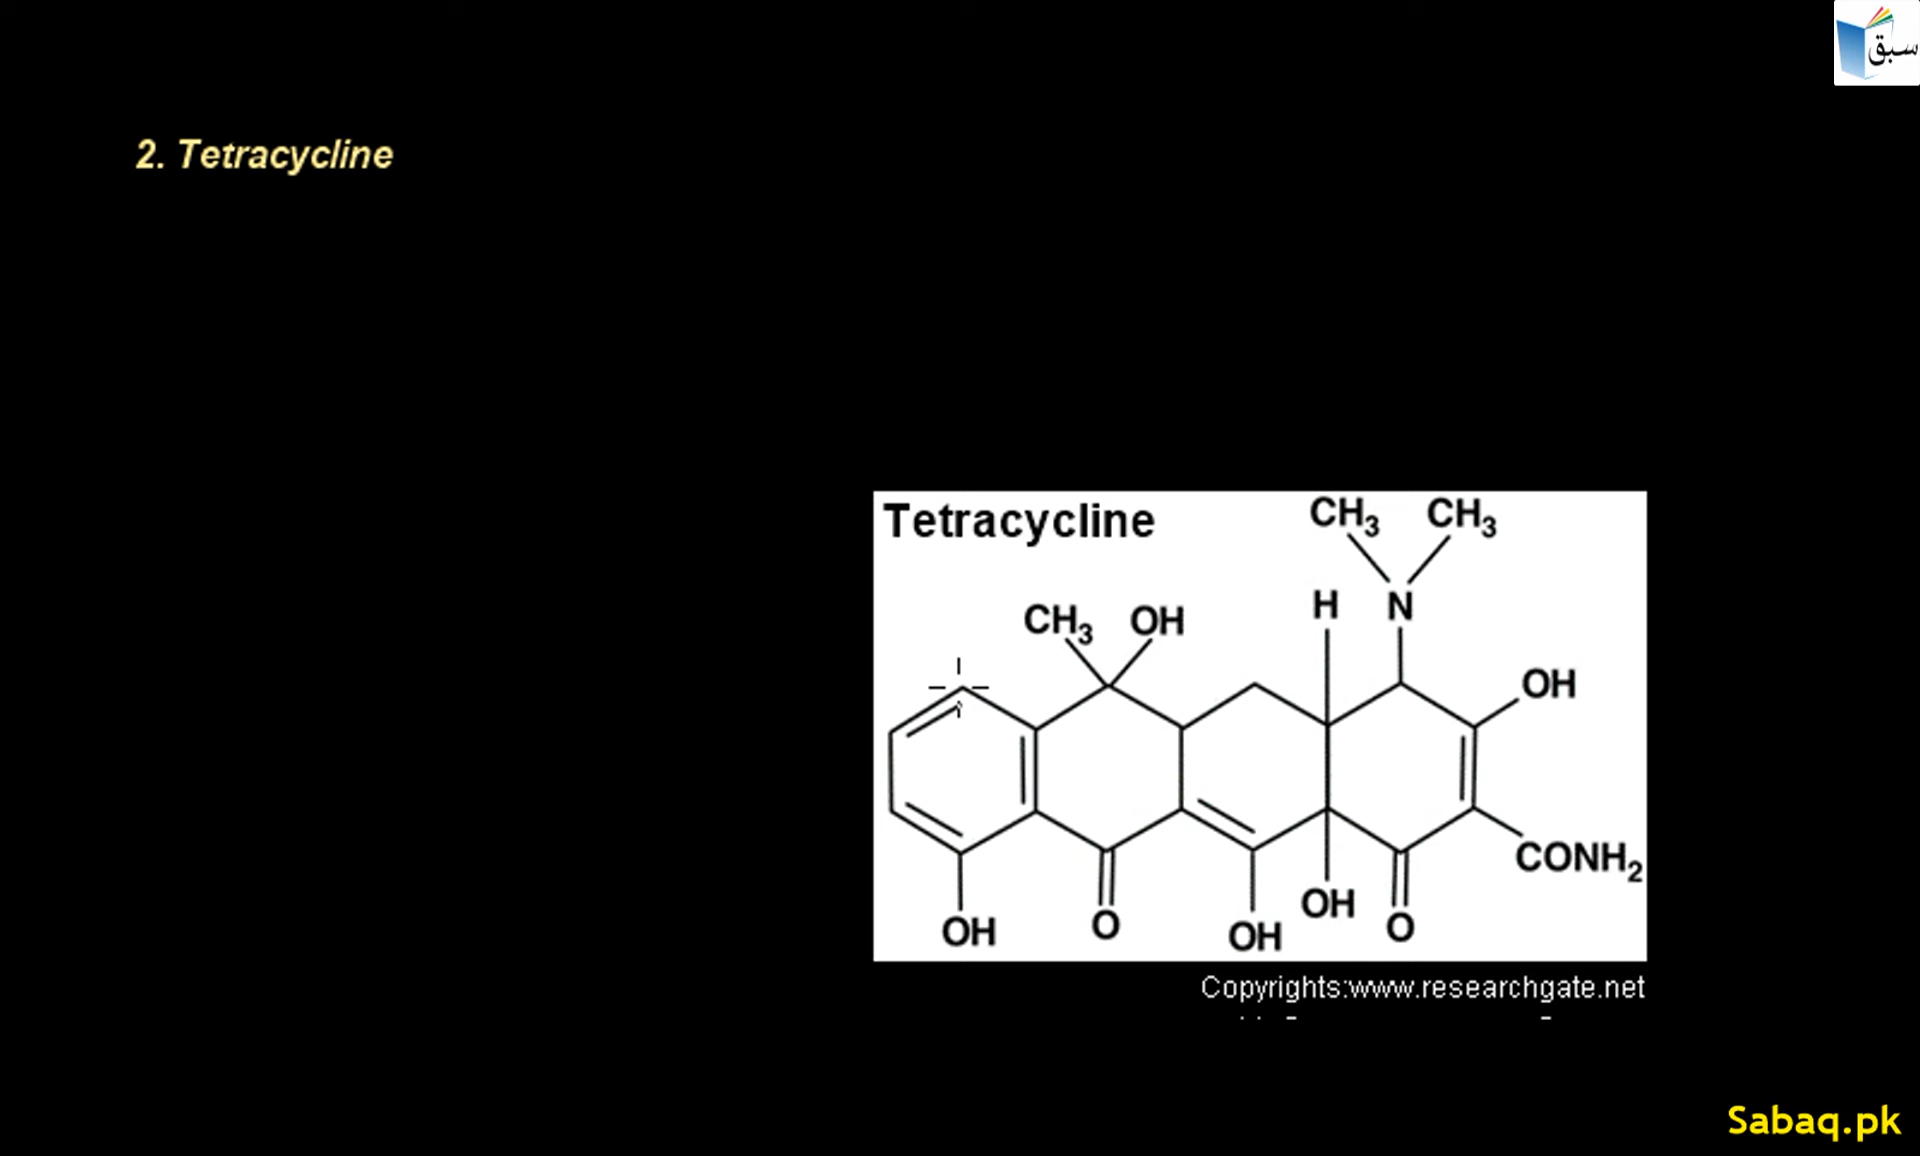 سبق
2. Tetracycline
Tetracycline
CH3 CH3
H N
CH3 OH
OH
CONH2
OH
OH O OH O
Copyrights:www.researchgate.net
Sabaq.pk